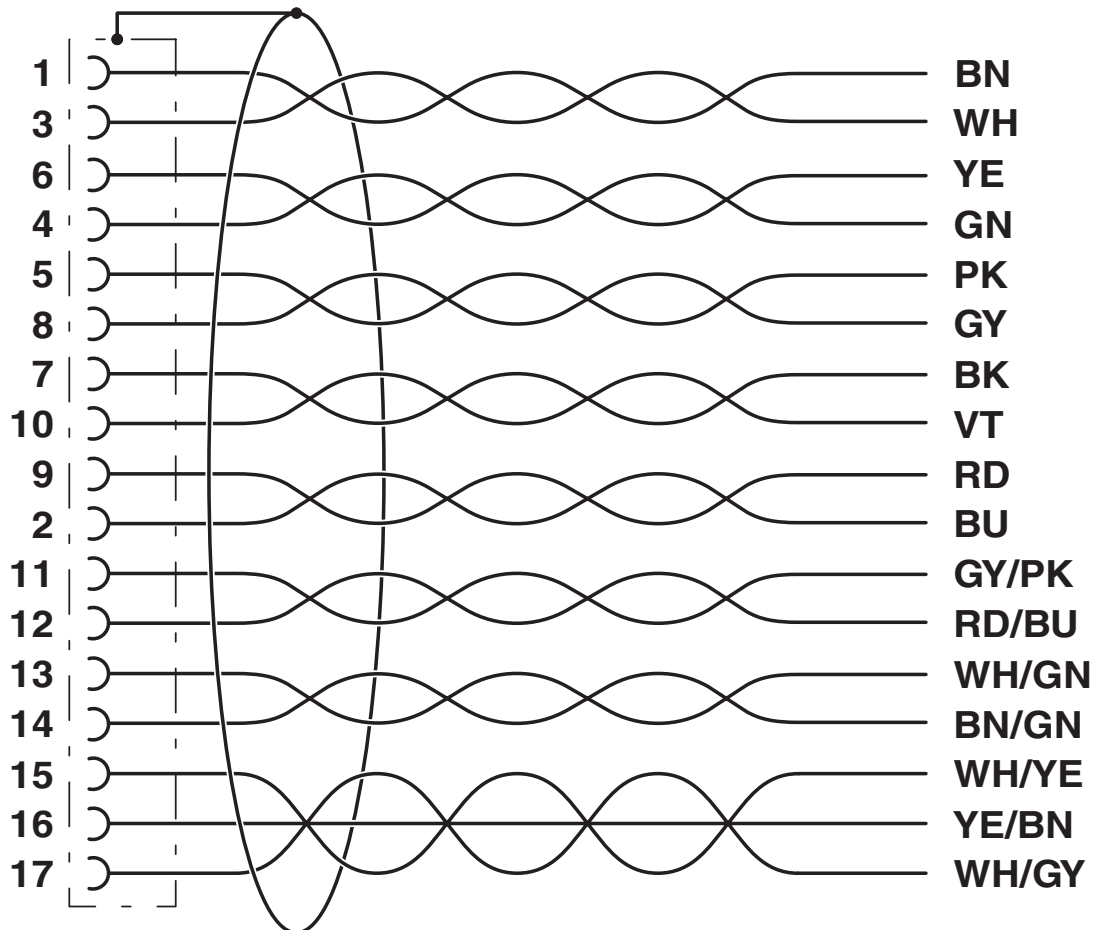 1 BN
3 WH
6 YE
4 GN
5 PK
8 GY
7 BK
10 VT
9 RD
2 BU
11 GY/PK
12 RD/BU
13 WH/GN
14 BN/GN
15 WH/YE
16 YE/BN
17 WH/GY